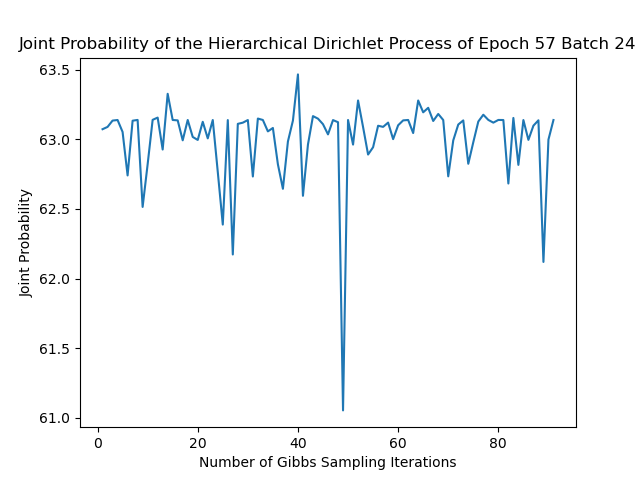 Joint Probability of the Hierarchical Dirichlet Process of Epoch 57 Batch 24
63.5
63.0
62.5
62.0
61.5
61.0
Joint Probability
0 20 40 60 80
Number of Gibbs Sampling Iterations